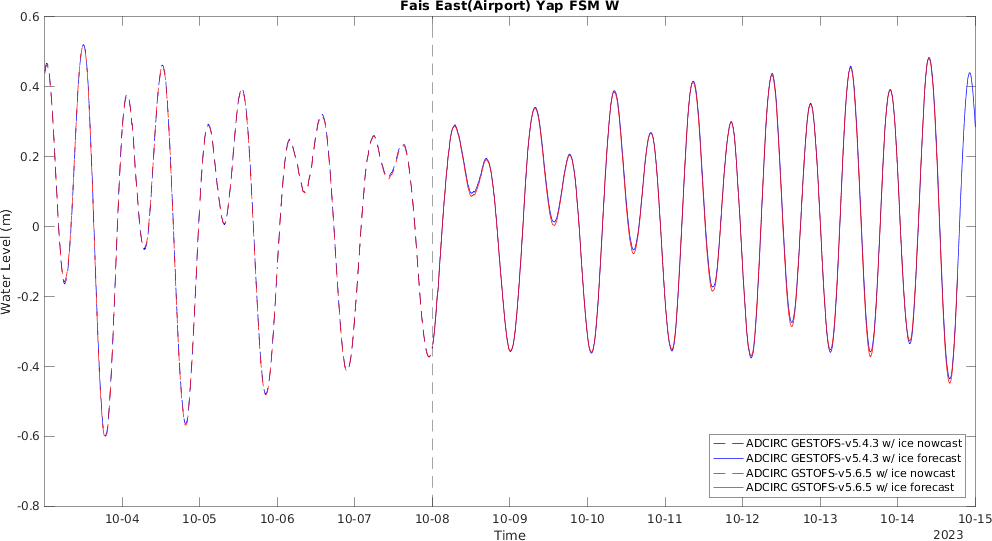 Fais East(Airport) Yap FSM W
0.6
0.4
0.2
0
-0.2
-0.4
-0.6
-0.8
Water Level (m)
10-04 10-05 10-06 10-07 10-08 10-09 10-10 10-11 10-12 10-13 10-14 10-15
Time
2023
ADCIRC GESTOFS-v5.4.3 w/ ice nowcast
ADCIRC GESTOFS-v5.4.3 w/ ice forecast
ADCIRC GSTOFS-v5.6.5 w/ ice nowcast
ADCIRC GSTOFS-v5.6.5 w/ ice forecast